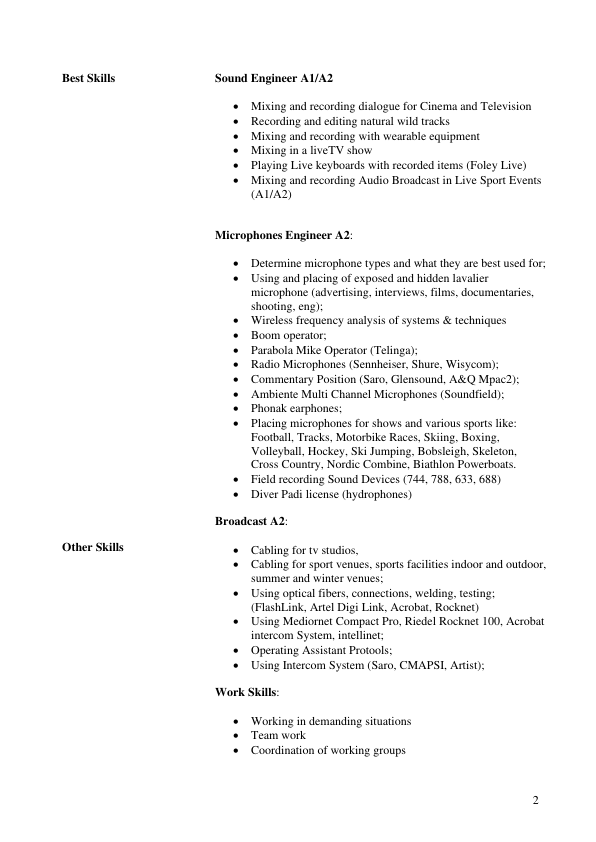 Best Skills
Sound Engineer A1/A2
• Mixing and recording dialogue for Cinema and Television
• Recording and editing natural wild tracks
• Mixing and recording with wearable equipment
• Mixing in a liveTV show
• Playing Live keyboards with recorded items (Foley Live)
• Mixing and recording Audio Broadcast in Live Sport Events
(A1/A2)
Microphones Engineer A2:
• Determine microphone types and what they are best used for;
• Using and placing of exposed and hidden lavalier
microphone (advertising, interviews, films, documentaries,
shooting, eng);
• Wireless frequency analysis of systems & techniques
• Boom operator;
• Parabola Mike Operator (Telinga);
• Radio Microphones (Sennheiser, Shure, Wisycom);
• Commentary Position (Saro, Glensound, A&Q Mpac2);
• Ambiente Multi Channel Microphones (Soundfield);
• Phonak earphones;
• Placing microphones for shows and various sports like:
Football, Tracks, Motorbike Races, Skiing, Boxing,
Volleyball, Hockey, Ski Jumping, Bobsleigh, Skeleton,
Cross Country, Nordic Combine, Biathlon Powerboats.
• Field recording Sound Devices (744, 788, 633, 688)
• Diver Padi license (hydrophones)
Broadcast A2:
Other Skills
• Cabling for tv studios,
• Cabling for sport venues, sports facilities indoor and outdoor,
summer and winter venues;
• Using optical fibers, connections, welding, testing;
(FlashLink, Artel Digi Link, Acrobat, Rocknet)
• Using Mediornet Compact Pro, Riedel Rocknet 100, Acrobat
intercom System, intellinet;
• Operating Assistant Protools;
• Using Intercom System (Saro, CMAPSI, Artist);
Work Skills:
• Working in demanding situations
• Team work
• Coordination of working groups
2